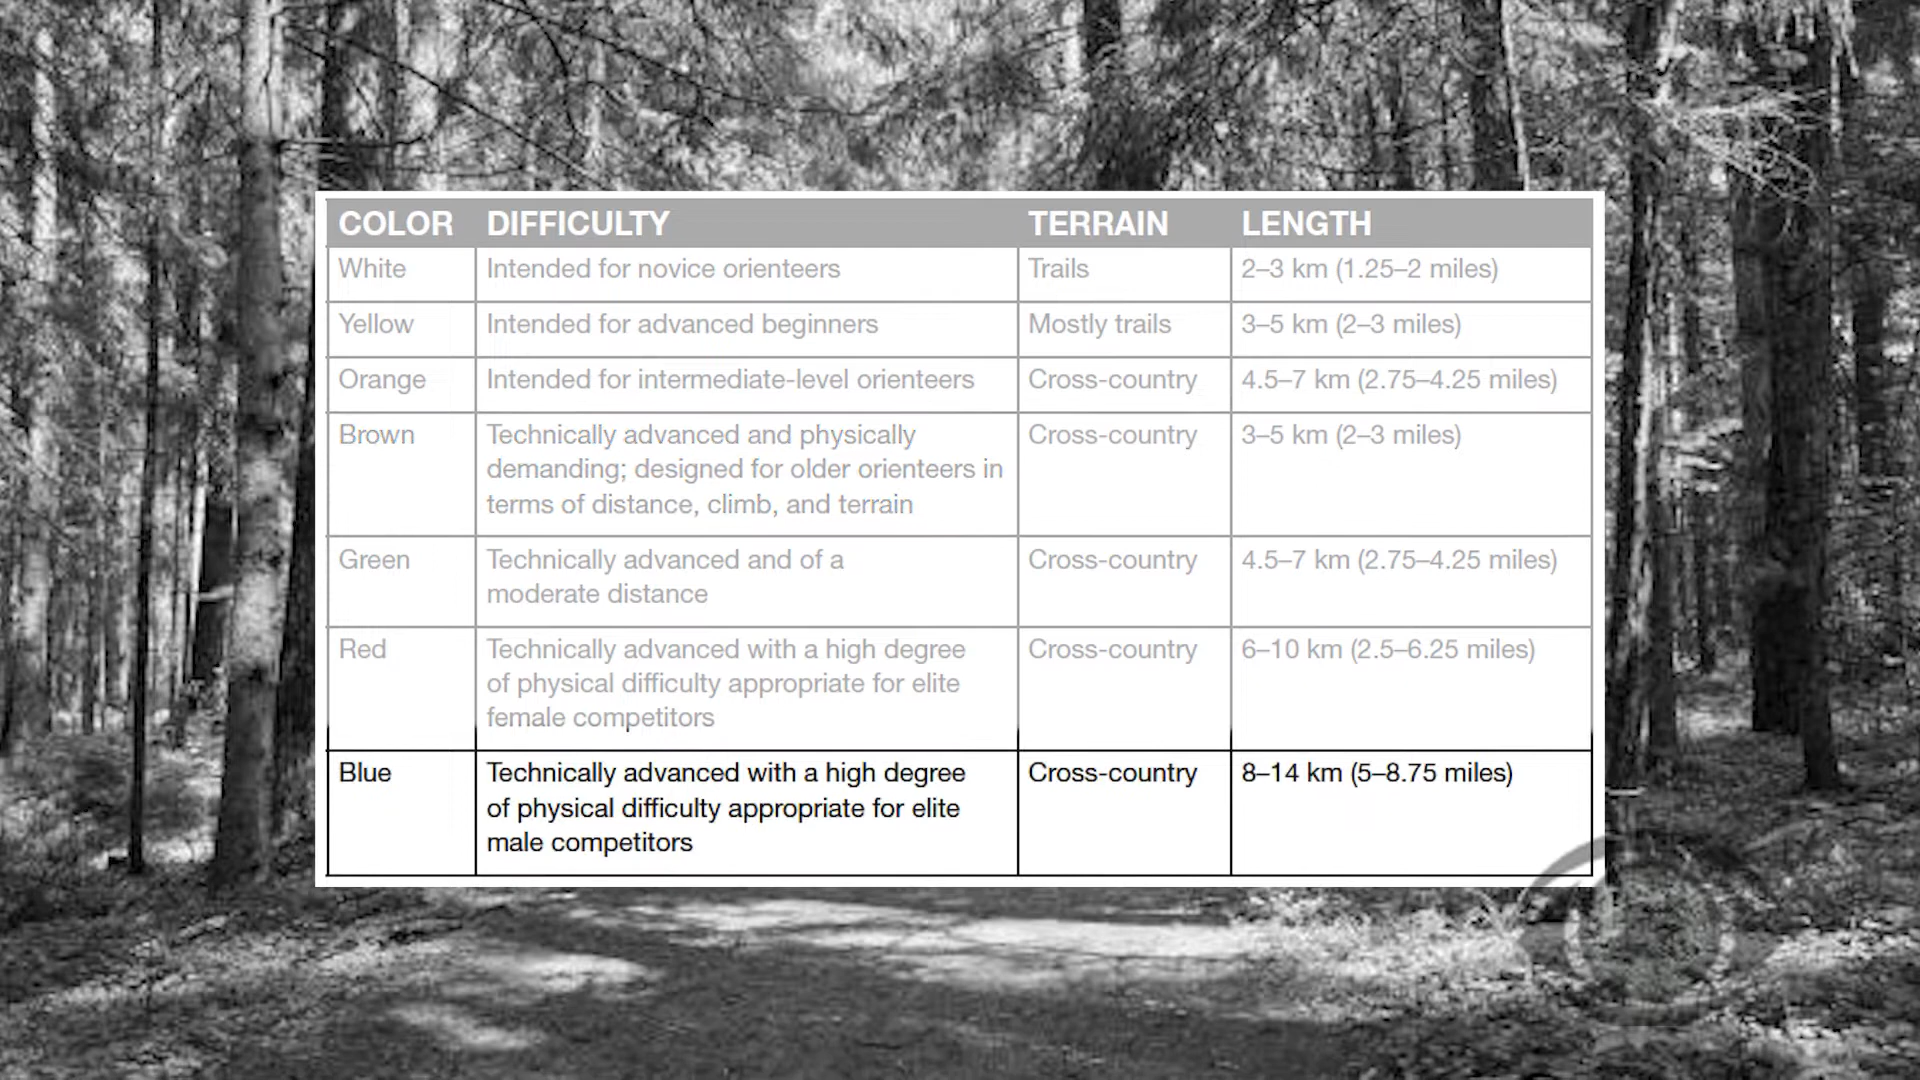 COLOR DIFFICULTY TERRAIN LENGTH
White Intended for novice orienteers Trails 2–3 km (1.25–2 miles)
Yellow Intended for advanced beginners Mostly trails 3–5 km (2–3 miles)
Orange Intended for intermediate-level orienteers Cross-country 4.5–7 km (2.75–4.25 miles)
Brown Technically advanced and physically Cross-country 3–5 km (2–3 miles)
demanding; designed for older orienteers in
terms of distance, climb, and terrain
Green Technically advanced and of a Cross-country 4.5–7 km (2.75–4.25 miles)
moderate distance
Red Technically advanced with a high degree Cross-country 6–10 km (2.5–6.25 miles)
of physical difficulty appropriate for elite
female competitors
Blue Technically advanced with a high degree Cross-country 8–14 km (5–8.75 miles)
of physical difficulty appropriate for elite
male competitors